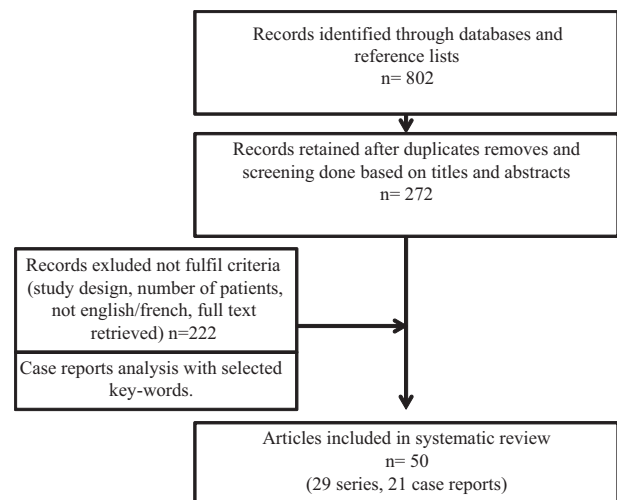 Records identified through databases and
reference lists
n= 802
Records retained after duplicates removes and
screening done based on titles and abstracts
n= 272
Records exluded not fulfil criteria
(study design, number of patients,
not english/french, full text
retrieved) n=222
Case reports analysis with selected
key-words.
Articles included in systematic review
n= 50
(29 series, 21 case reports)